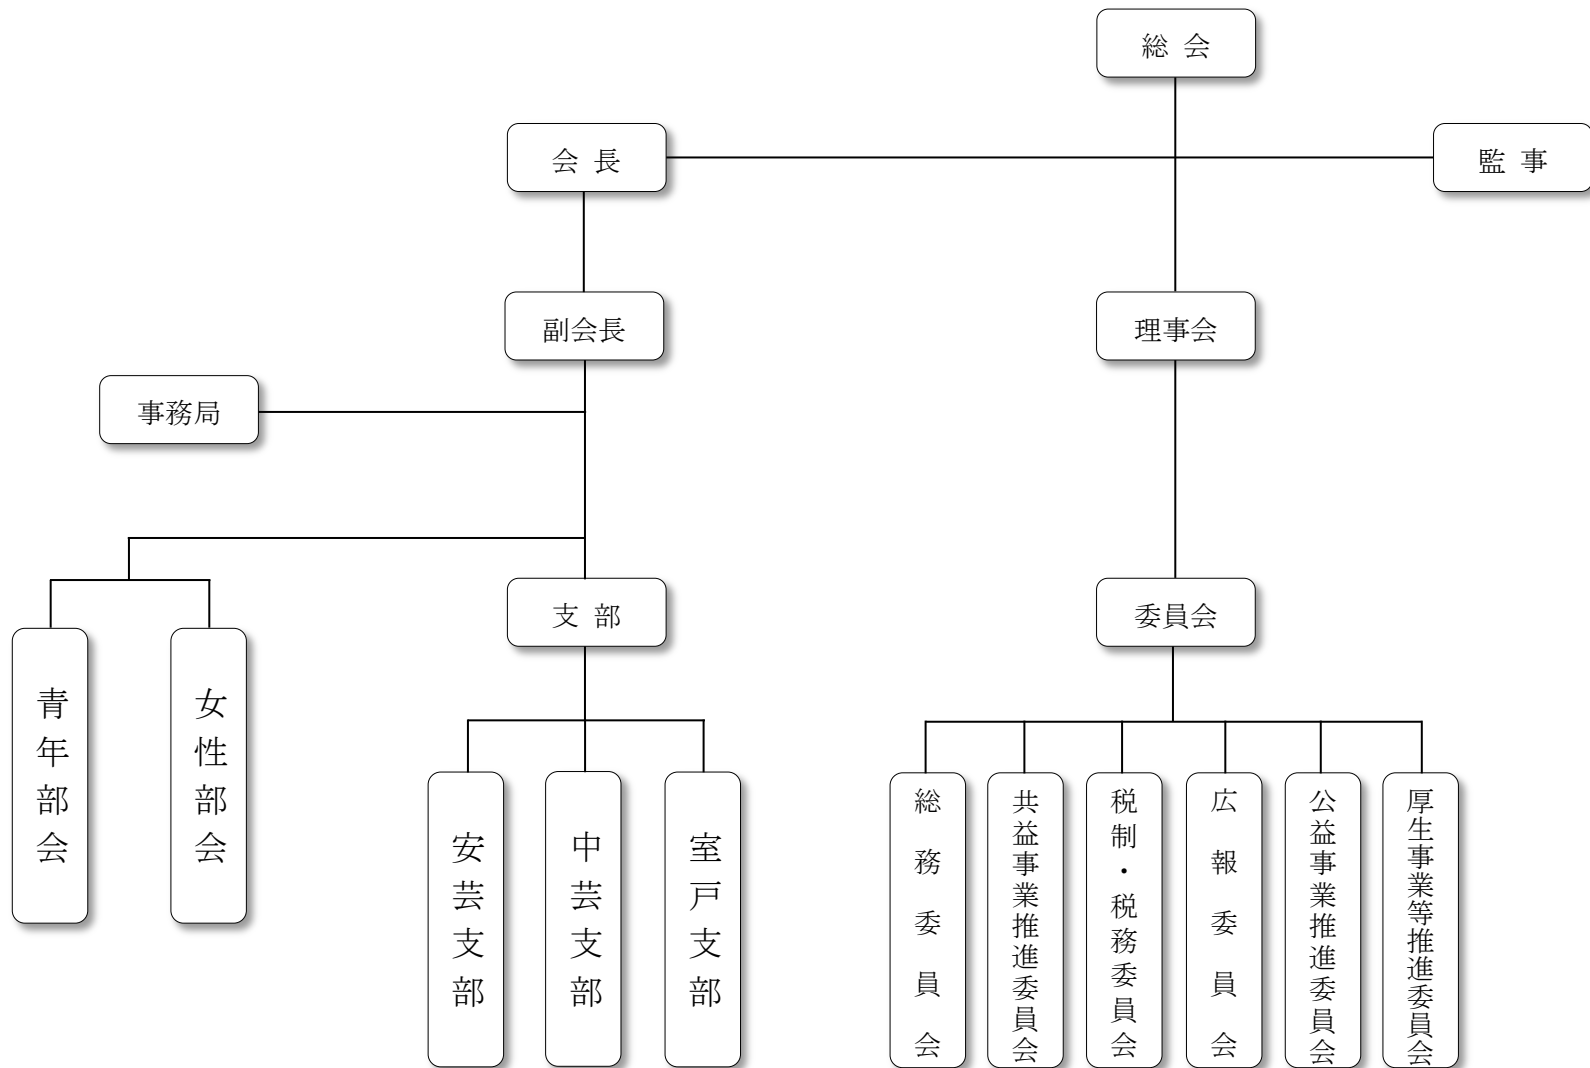 総 会
会 長
監 事
副会長
理事会
事務局
支 部
委員会
青年部会
女性部会
安芸支部
中芸支部
室戸支部
総務委員会
共益事業推進委員会
税制・税務委員会
広報委員会
公益事業推進委員会
厚生事業等推進委員会